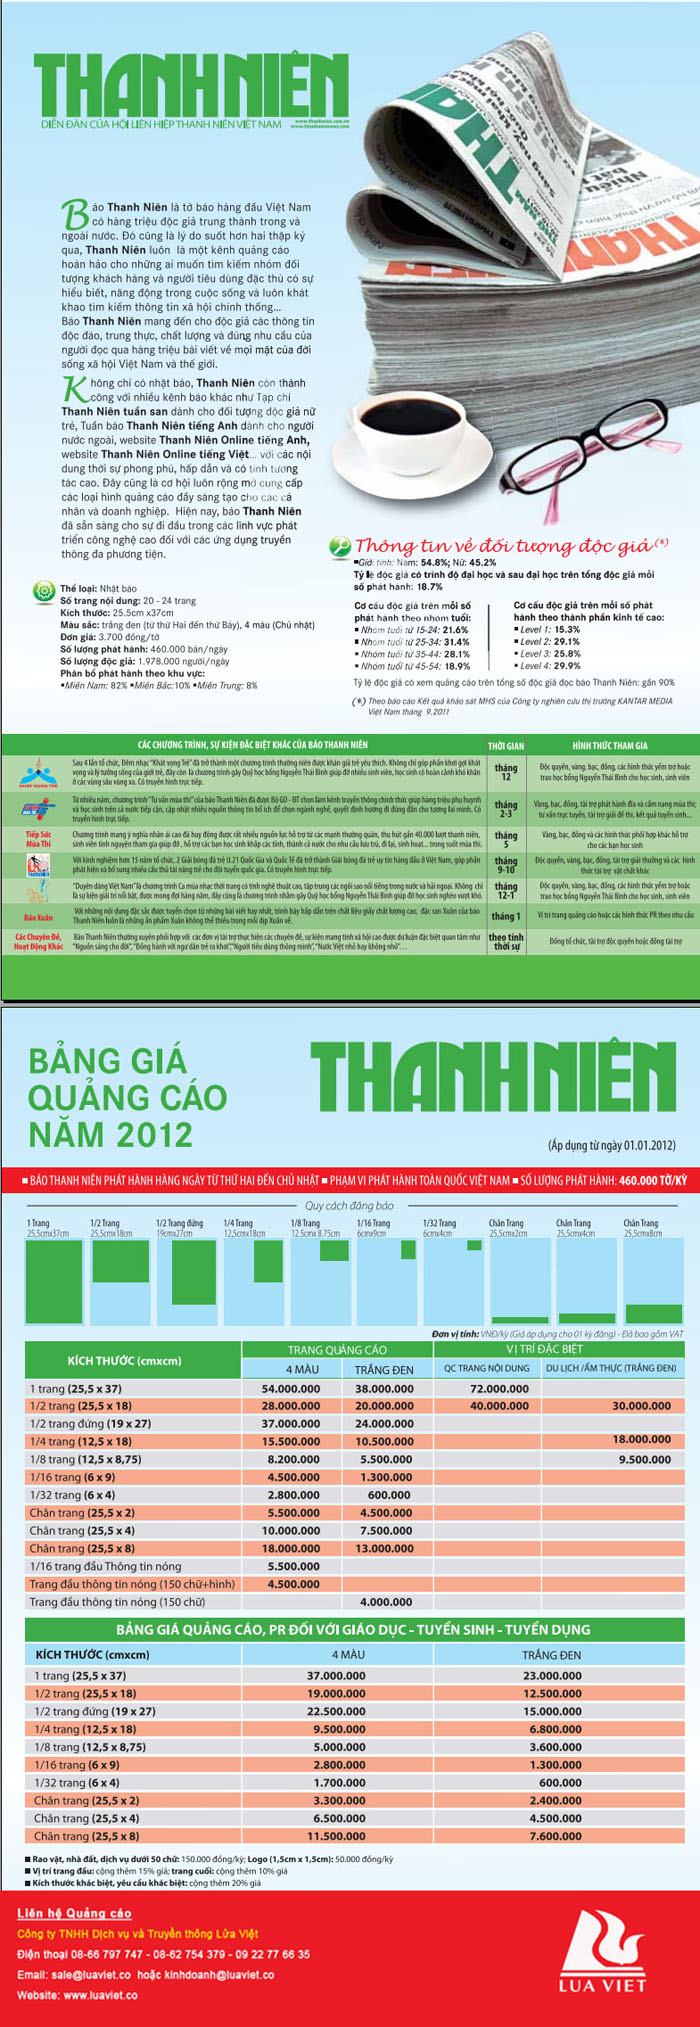 THANH NIÊN
DIỄN ĐÀN CỦA HỘI LIÊN HIỆP THANH NIÊN VIỆT NAM
www.thanhnien.com.vn
www.thanhniennews.com
Báo Thanh Niên là tờ báo hàng đầu Việt Nam
có hàng triệu độc giả trung thành trong và
ngoài nước. Đó cũng là lý do suốt hơn hai thập kỷ
qua, Thanh Niên luôn là một kênh quảng cáo
hoàn hảo cho những ai muốn tìm kiếm nhóm đối
tượng khách hàng và người tiêu dùng đặc thù có sự
hiểu biết, năng động trong cuộc sống và luôn khát
khao tìm kiếm thông tin xã hội chính thống...
Báo Thanh Niên mang đến cho độc giả các thông tin
độc đáo, trung thực, chất lượng và đúng nhu cầu của
người đọc qua hàng triệu bài viết về mọi mặt của đời
sống xã hội Việt Nam và thế giới.
Không chỉ có nhật báo, Thanh Niên còn thành
công với nhiều kênh báo khác như Tạp chí
Thanh Niên tuần san dành cho đối tượng độc giả nữ
trẻ, Tuần báo Thanh Niên tiếng Anh dành cho người
nước ngoài, website Thanh Niên Online tiếng Anh,
website Thanh Niên Online tiếng Việt... với các nội
dung thời sự phong phú, hấp dẫn và có tính tương
tác cao. Đây cũng là cơ hội luôn rộng mở cung cấp
các loại hình quảng cáo đầy sáng tạo cho các cá
nhân và doanh nghiệp. Hiện nay, báo Thanh Niên
đã sẵn sàng cho sự đi đầu trong các lĩnh vực phát
triển công nghệ cao đối với các ứng dụng truyền
thông đa phương tiện.
Thể loại: Nhật báo
Số trang nội dung: 20 - 24 trang
Kích thước: 25.5cm x37cm
Màu sắc: trắng đen (từ thứ Hai đến thứ Bảy), 4 màu (Chủ nhật)
Đơn giá: 3.700 đồng/tờ
Số lượng phát hành: 460.000 bản/ngày
Số lượng độc giả: 1.978.000 người/ngày
Phân bổ phát hành theo khu vực:
▪Miền Nam: 82% ▪Miền Bắc:10% ▪Miền Trung: 8%
Thông tin về đối tượng độc giả (*)
▪Giới tính: Nam: 54.8%; Nữ: 45.2%
Tỷ lệ độc giả có trình độ đại học và sau đại học trên tổng độc giả mỗi
số phát hành: 18.7%
Cơ cấu độc giả trên mỗi số
phát hành theo nhóm tuổi:
▪ Nhóm tuổi từ 15-24: 21.6%
▪ Nhóm tuổi từ 25-34: 31.4%
▪ Nhóm tuổi từ 35-44: 28.1%
▪ Nhóm tuổi từ 45-54: 18.9%
Cơ cấu độc giả trên mỗi số phát
hành theo thành phần kinh tế cao:
▪ Level 1: 15.3%
▪ Level 2: 29.1%
▪ Level 3: 25.8%
▪ Level 4: 29.9%
Tỷ lệ độc giả có xem quảng cáo trên tổng số độc giả đọc báo Thanh Niên: gần 90%
(*) Theo báo cáo Kết quả khảo sát MHS của Công ty nghiên cứu thị trường KANTAR MEDIA
Việt Nam tháng 9.2011
CÁC CHƯƠNG TRÌNH, SỰ KIỆN ĐẶC BIỆT KHÁC CỦA BÁO THANH NIÊN THỜI GIAN HÌNH THỨC THAM GIA
KHÁT VỌNG TRẺ
Sau 4 lần tổ chức, Đêm nhạc "Khát vọng Trẻ" đã trở thành một chương trình thường niên được khán giả trẻ yêu thích. Không chỉ góp phần khơi gợi khát
vọng và lý tưởng sống của giới trẻ, đây còn là chương trình gây Quỹ học bổng Nguyễn Thái Bình giúp đỡ nhiều sinh viên, học sinh có hoàn cảnh khó khăn
ở các vùng sâu vùng xa. Có truyền hình trực tiếp.
tháng
12
Độc quyền, vàng, bạc, đồng, các hình thức yểm trợ hoặc
trao học bổng Nguyễn Thái Bình cho học sinh, sinh viên
Từ nhiều năm, chương trình "Tư vấn mùa thi" của báo Thanh Niên đã được Bộ GD - ĐT chọn làm kênh truyền thông chính thức giúp hàng triệu phụ huynh
và học sinh trên cả nước trực tiếp cận, cập nhật nhiều nguồn thông tin bổ ích để chọn ngành nghề, quyết định hướng đi đúng đắn cho tương lai mình. Có
truyền hình trực tiếp.
tháng
2-3
Vàng, bạc, đồng, tài trợ phát hành đĩa và cẩm nang mùa thi;
tư vấn trực tuyến, tài trợ giải đề thi, kết quả tuyển sinh...
Tiếp Sức
Mùa Thi
Chương trình mang ý nghĩa nhân ái cao đã huy động được rất nhiều nguồn lực hỗ trợ từ các mạnh thường quân, thu hút gần 40.000 lượt thanh niên,
sinh viên tình nguyện tham gia giúp đỡ, hỗ trợ các bạn học sinh khắp các tỉnh, thành cả nước cho nhu cầu lưu trú, đi lại, sinh hoạt... trong suốt mùa thi.
tháng
5
Vàng, bạc, đồng và các hình thức phối hợp khác hỗ trợ
cho các bạn học sinh
Với kinh nghiệm hơn 15 năm tổ chức, 2 Giải bóng đá trẻ U.21 Quốc Gia và Quốc Tế đã trở thành Giải bóng đá trẻ uy tín hàng đầu ở Việt Nam, góp phần
phát hiện và bổ sung nhiều cầu thủ tài năng trẻ cho đội tuyển quốc gia. Có truyền hình trực tiếp.
tháng
9-10
Độc quyền, vàng, bạc, đồng, tài trợ giải thưởng và các hình
thức tài trợ vật chất khác
"Duyên dáng Việt Nam" là chương trình Ca múa nhạc thời trang có tính nghệ thuật cao, tập trung các ngôi sao nổi tiếng trong nước và hải ngoại. Không chỉ
là sự kiện giải trí nổi bật, được mong đợi hàng năm, đây cũng là chương trình nhằm gây Quỹ học bổng Nguyễn Thái Bình giúp đỡ học sinh nghèo vượt khó.
tháng
12-1
Độc quyền, vàng, bạc, đồng, các hình thức yểm trợ hoặc
trao học bổng Nguyễn Thái Bình cho học sinh, sinh viên
Báo Xuân
Với những nội dung đặc sắc được tuyển chọn từ những bài viết hay nhất, trình bày hấp dẫn trên chất liệu giấy chất lượng cao, đặc san Xuân của báo
Thanh Niên luôn là những ấn phẩm Xuân không thể thiếu trong mỗi dịp Xuân về.
tháng 1
Vị trí trang quảng cáo hoặc các hình thức PR theo nhu cầu
Các Chuyên Đề,
Hoạt Động Khác
Báo Thanh Niên thường xuyên phối hợp với các đơn vị tài trợ thực hiện các chuyên đề, sự kiện mang tính xã hội cao được dư luận đặc biệt quan tâm như
"Nguồn sáng cho đời", "Đồng hành với ngư dân trẻ ra khơi", "Người tiêu dùng thông minh", "Nước Việt nhỏ hay không nhỏ"...
theo tính
thời sự
Đồng tổ chức, tài trợ độc quyền hoặc đồng tài trợ
BẢNG GIÁ
QUẢNG CÁO
NĂM 2012
THANH NIÊN
(Áp dụng từ ngày 01.01.2012)
▪ BÁO THANH NIÊN PHÁT HÀNH HÀNG NGÀY TỪ THỨ HAI ĐẾN CHỦ NHẬT ▪ PHẠM VI PHÁT HÀNH TOÀN QUỐC VIỆT NAM ▪ SỐ LƯỢNG PHÁT HÀNH: 460.000 TỜ/KỲ
Quy cách đăng báo
1 Trang 1/2 Trang 1/2 Trang đứng 1/4 Trang 1/8 Trang 1/16 Trang 1/32 Trang Chân Trang Chân Trang Chân Trang
25,5cmx37cm 25,5cmx18cm 19cmx27cm 12,5cmx18cm 12.5cmx 8,75cm 6cmx9cm 6cmx4cm 25,5cmx2cm 25,5cmx4cm 25,5cmx8cm
Đơn vị tính: VNĐ/kỳ (Giá áp dụng cho 01 kỳ đăng) - Đã bao gồm VAT
KÍCH THƯỚC (cmxcm) TRANG QUẢNG CÁO VỊ TRÍ ĐẶC BIỆT
4 MÀU TRẮNG ĐEN QC TRANG NỘI DUNG DU LỊCH /ẨM THỰC (TRẮNG ĐEN)
1 trang (25,5 x 37) 54.000.000 38.000.000 72.000.000
1/2 trang (25,5 x 18) 28.000.000 20.000.000 40.000.000 30.000.000
1/2 trang đứng (19 x 27) 37.000.000 24.000.000
1/4 trang (12,5 x 18) 15.500.000 10.500.000 18.000.000
1/8 trang (12,5 x 8,75) 8.200.000 5.500.000 9.500.000
1/16 trang (6 x 9) 4.500.000 1.300.000
1/32 trang (6 x 4) 2.800.000 600.000
Chân trang (25,5 x 2) 5.500.000 4.500.000
Chân trang (25,5 x 4) 10.000.000 7.500.000
Chân trang (25,5 x 8) 18.000.000 13.000.000
1/16 trang đầu Thông tin nóng 5.500.000
Trang đầu thông tin nóng (150 chữ+hình) 4.500.000
Trang đầu thông tin nóng (150 chữ) 4.000.000
BẢNG GIÁ QUẢNG CÁO, PR ĐỐI VỚI GIÁO DỤC - TUYỂN SINH - TUYỂN DỤNG
KÍCH THƯỚC (cmxcm) 4 MÀU TRẮNG ĐEN
1 trang (25,5 x 37) 37.000.000 23.000.000
1/2 trang (25,5 x 18) 19.000.000 12.500.000
1/2 trang đứng (19 x 27) 22.500.000 15.000.000
1/4 trang (12,5 x 18) 9.500.000 6.800.000
1/8 trang (12,5 x 8,75) 5.000.000 3.600.000
1/16 trang (6 x 9) 2.800.000 1.300.000
1/32 trang (6 x 4) 1.700.000 600.000
Chân trang (25,5 x 2) 3.300.000 2.400.000
Chân trang (25,5 x 4) 6.500.000 4.500.000
Chân trang (25,5 x 8) 11.500.000 7.600.000
▪ Rao vặt, nhà đất, dịch vụ dưới 50 chữ: 150.000 đồng/kỳ; Logo (1,5cm x 1,5cm): 50.000 đồng/kỳ
▪ Vị trí trang đầu: cộng thêm 15% giá; trang cuối: cộng thêm 10% giá
▪ Kích thước khác biệt, yêu cầu khác biệt: cộng thêm 20% giá
Liên hệ Quảng cáo
Công ty TNHH Dịch vụ và Truyền thông Lửa Việt
Điện thoại 08-66 797 747 - 08-62 754 379 - 09 22 77 66 35
Email: sale@luaviet.co hoặc kinhdoanh@luaviet.co
Website: www.luaviet.co
LUA VIET